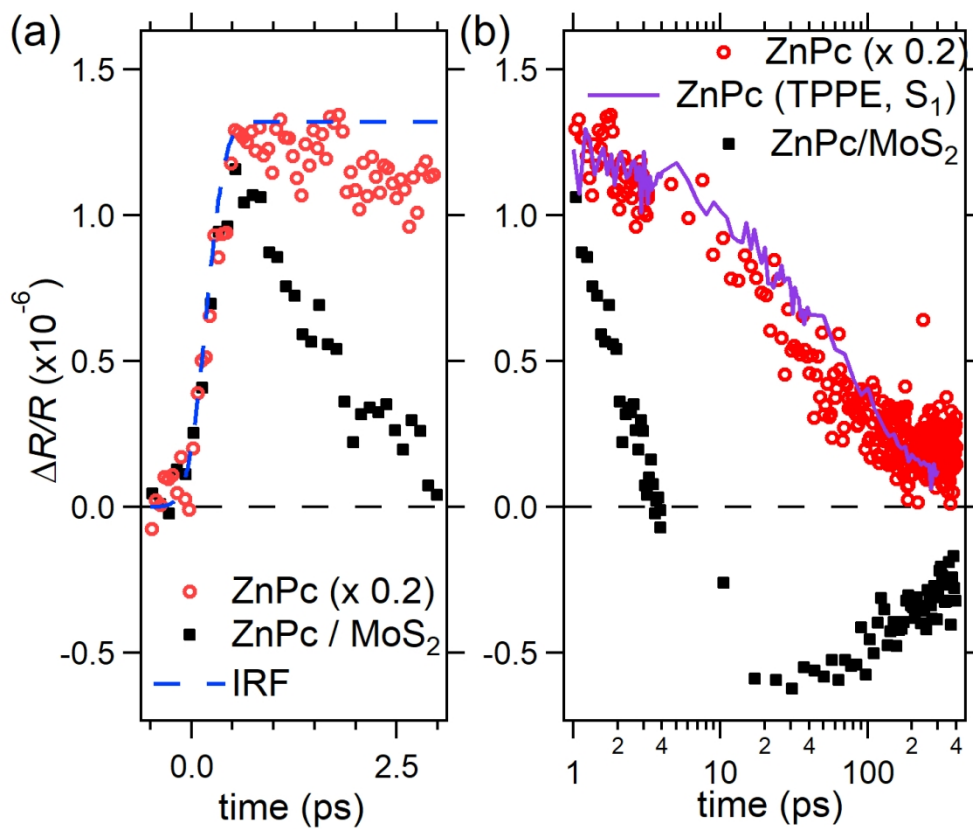 (a)
(b)
ΔR/R (x10⁻⁶)
1.5
1.0
0.5
0.0
-0.5
ZnPc (x 0.2)
ZnPc / MoS₂
IRF
0.0 2.5
time (ps)
1.5
1.0
0.5
0.0
-0.5
ZnPc (x 0.2)
ZnPc (TPPE, S₁)
ZnPc/MoS₂
1 2 4 10 2 4 100 2 4
time (ps)